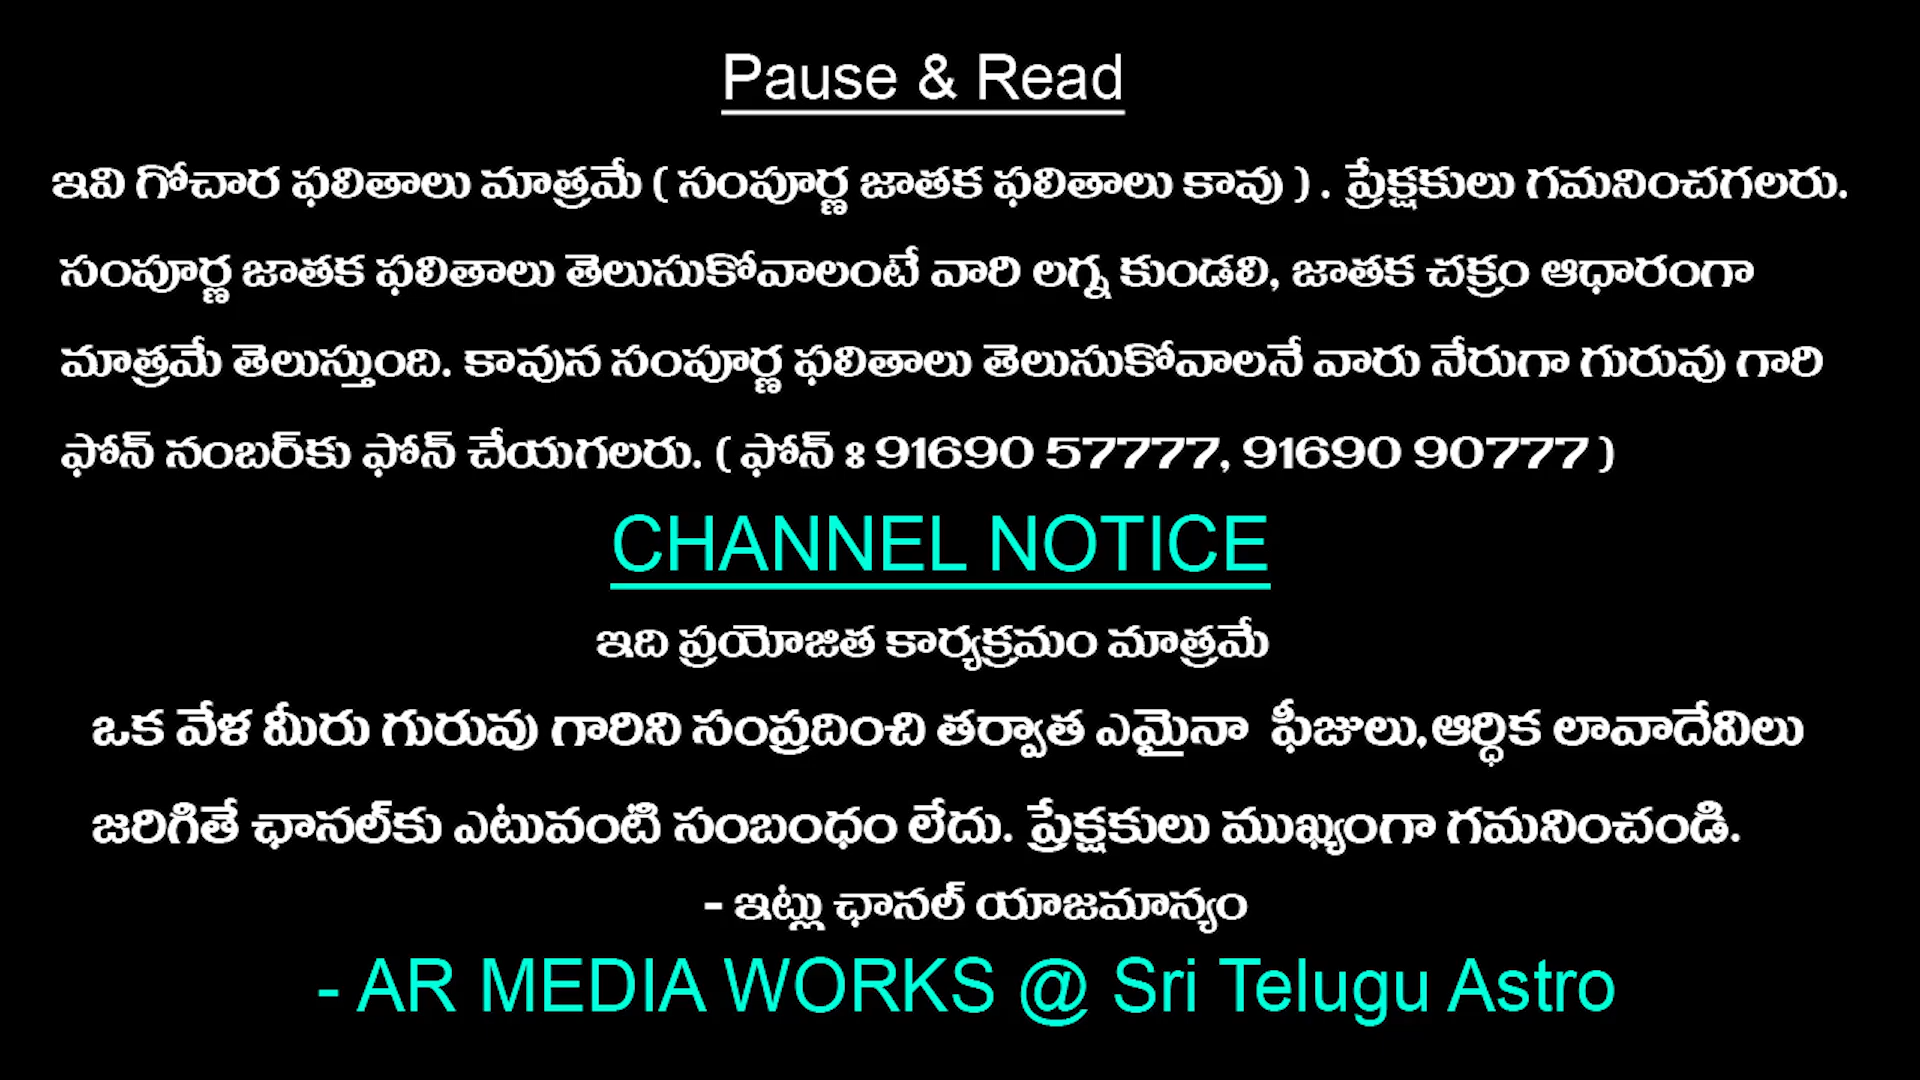 Pause & Read
ఇవి గోచార ఫలితాలు మాత్రమే ( సంపూర్ణ జాతక ఫలితాలు కావు ) . ప్రేక్షకులు గమనించగలరు.
సంపూర్ణ జాతక ఫలితాలు తెలుసుకోవాలంటే వారి లగ్న కుండలి, జాతక చక్రం ఆధారంగా
మాత్రమే తెలుస్తుంది. కావున సంపూర్ణ ఫలితాలు తెలుసుకోవాలనే వారు నేరుగా గురువు గారి
ఫోన్ నంబర్‌కు ఫోన్ చేయగలరు. ( ఫోన్ ః 91690 57777, 91690 90777 )
CHANNEL NOTICE
ఇది ప్రయోజిత కార్యక్రమం మాత్రమే
ఒక వేళ మీరు గురువు గారిని సంప్రదించి తర్వాత ఎమైనా ఫీజులు,ఆర్ధిక లావాదేవిలు
జరిగితే ఛానల్‌కు ఎటువంటి సంబంధం లేదు. ప్రేక్షకులు ముఖ్యంగా గమనించండి.
- ఇట్లు ఛానల్ యాజమాన్యం
- AR MEDIA WORKS @ Sri Telugu Astro